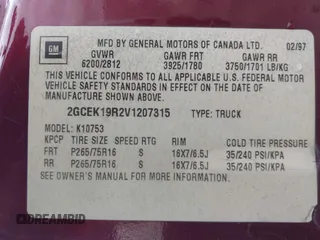 GM
MFD BY GENERAL MOTORS OF CANADA LTD. 02/97
GVWR GAWR FRT GAWR RR
6200/2812 3925/1780 3750/1701 LB/KG
THIS VEHICLE CONFORMS TO ALL APPLICABLE U.S. FEDERAL
MOTOR VEHICLE SAFETY STANDARDS IN EFFECT ON THE DATE OF
MANUFACTURE SHOWN ABOVE.
2GCEK19R2V1207315 TYPE: TRUCK
MODEL: K10753
KPCP TIRE SIZE SPEED RTG RIM COLD TIRE PRESSURE
FRT P265/75R16 S 16X7/6.5J 35/240 PSI/KPA
RR P265/75R16 S 16X7/6.5J 35/240 PSI/KPA
SEE OWNER'S MANUAL FOR MORE INFORMATION.
DREAMBID